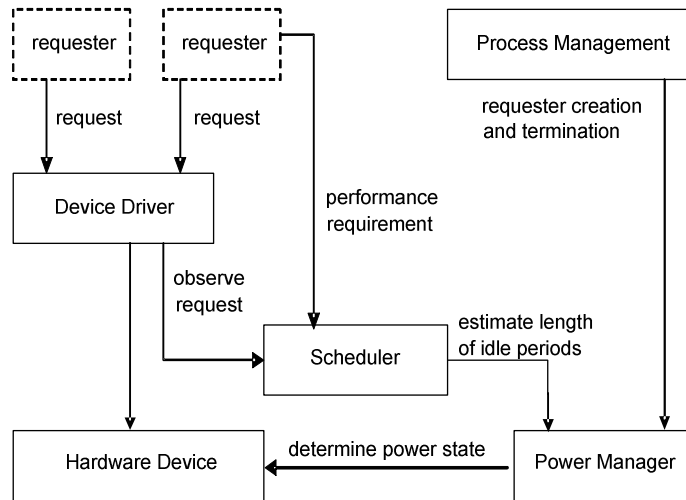 requester
requester
Process Management
request
request
requester creation
and termination
Device Driver
performance
requirement
observe
request
Scheduler
estimate length
of idle periods
Hardware Device
determine power state
Power Manager